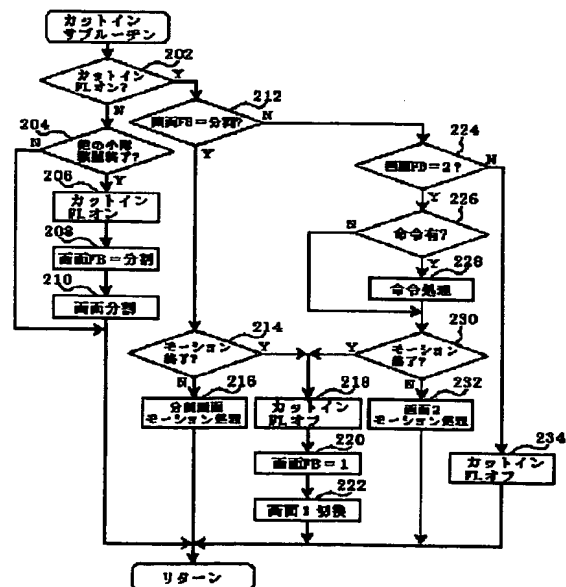 カットイン
サブルーチン
202
カットイン
FLオン?
Y
N
204
他の小隊
戦闘終了?
N
Y
206
カットイン
FLオン
208
画面FB=分割
210
画面分割
212
画面FB=分割?
N
Y
224
画面FB=2?
N
Y
226
命令有?
N
Y
228
命令処理
214
モーション
終了?
Y
N
230
モーション
終了?
Y
N
216
分割画面
モーション処理
218
カットイン
FLオフ
232
画面2
モーション処理
220
画面FB=1
222
画面1切換
234
カットイン
FLオフ
リターン